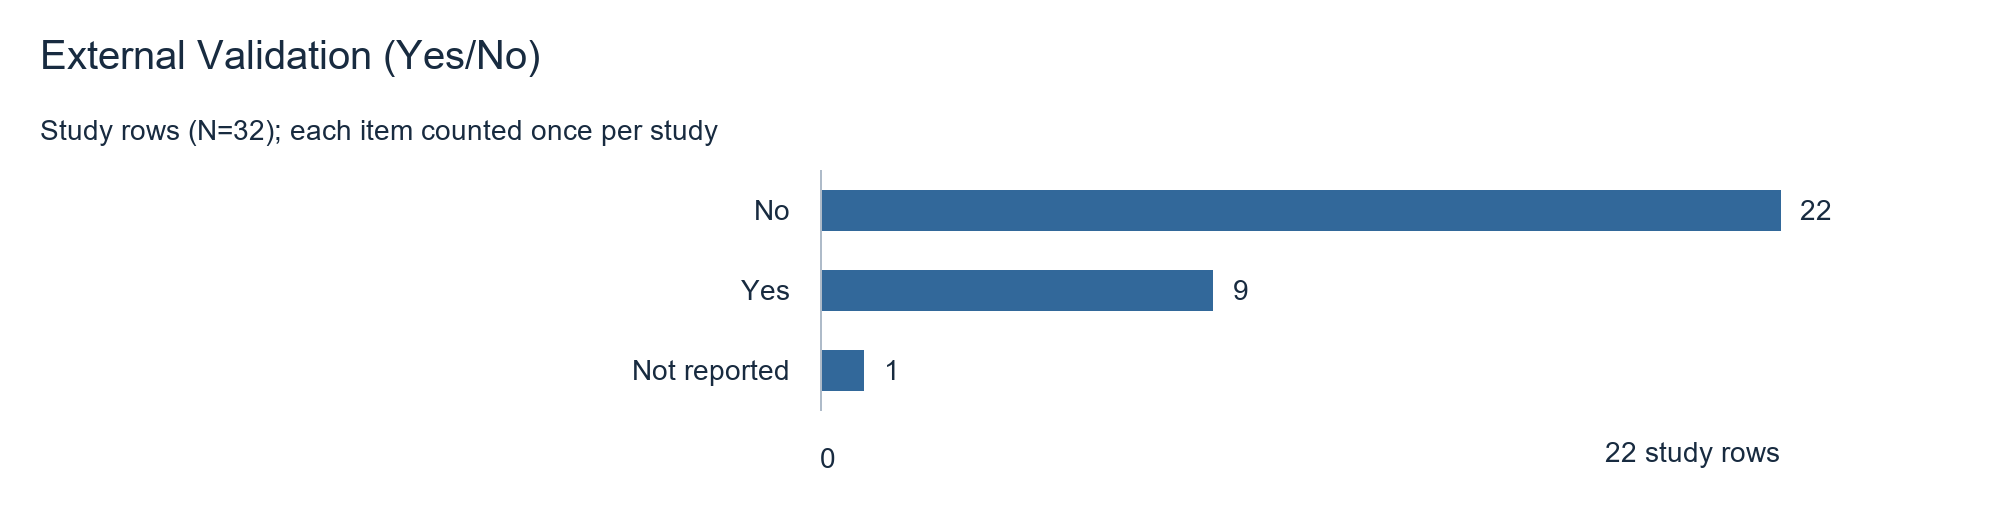 External Validation (Yes/No)
Study rows (N=32); each item counted once per study
No 22
Yes 9
Not reported 1
0 22 study rows